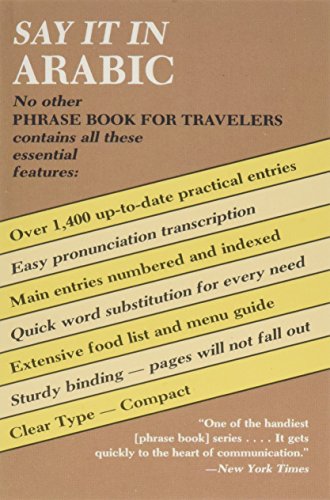 SAY IT IN
ARABIC
No other
PHRASE BOOK FOR TRAVELERS
contains all these
essential
features:
Over 1,400 up-to-date practical entries
Easy pronunciation transcription
Main entries numbered and indexed
Quick word substitution for every need
Extensive food list and menu guide
Sturdy binding — pages will not fall out
Clear Type — Compact
“One of the handiest
[phrase book] series . . . . It gets
quickly to the heart of communication.”
—New York Times